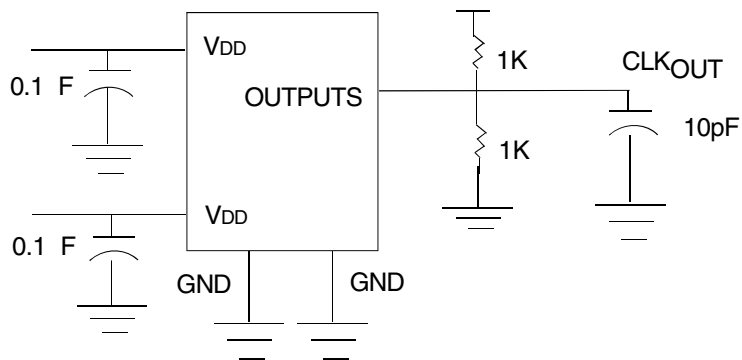 VDD
1K
CLKOUT
0.1 F
OUTPUTS
10pF
1K
VDD
0.1 F
GND
GND